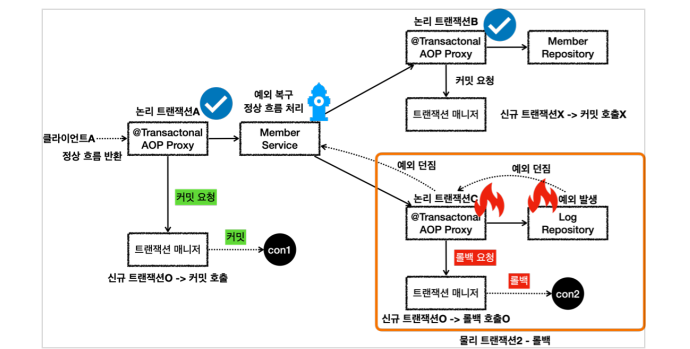 논리 트랜잭션B
@Transactonal
AOP Proxy
Member
Repository
커밋 요청
트랜잭션 매니저
신규 트랜잭션X -> 커밋 호출X
예외 복구
정상 흐름 처리
논리 트랜잭션A
클라이언트A
정상 흐름 반환
@Transactonal
AOP Proxy
Member
Service
커밋 요청
트랜잭션 매니저
커밋
con1
신규 트랜잭션O -> 커밋 호출
예외 던짐
예외 던짐
논리 트랜잭션C
예외 발생
@Transactonal
AOP Proxy
Log
Repository
롤백 요청
트랜잭션 매니저
롤백
con2
신규 트랜잭션O -> 롤백 호출O
물리 트랜잭션2 - 롤백